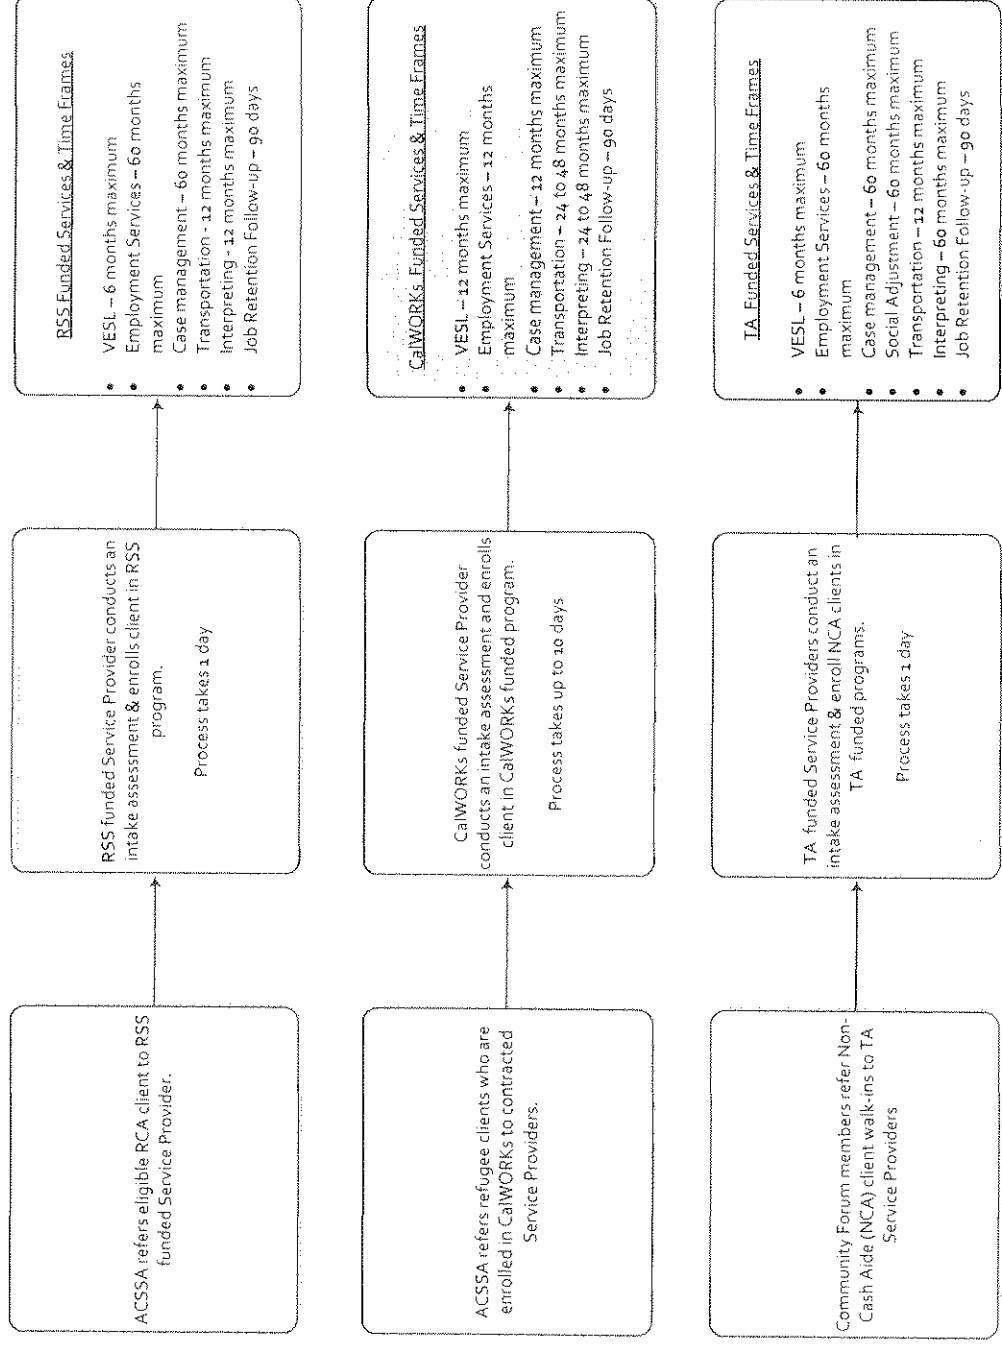 ACSSA refers eligible RCA client to RSS
funded Service Provider.
RSS funded Service Provider conducts an
intake assessment & enrolls client in RSS
program.
Process takes 1 day
RSS Funded Services & Time Frames
• VESL – 6 months maximum
• Employment Services – 60 months
maximum
• Case management – 60 months maximum
• Transportation - 12 months maximum
• Interpreting - 12 months maximum
• Job Retention Follow-up – 90 days
ACSSA refers refugee clients who are
enrolled in CalWORKs to contracted
Service Providers.
CalWORKs funded Service Provider
conducts an intake assessment and enrolls
client in CalWORKs funded program.
Process takes up to 10 days
CalWORKs Funded Services & Time Frames
• VESL – 12 months maximum
• Employment Services – 12 months
maximum
• Case management – 12 months maximum
• Transportation – 24 to 48 months maximum
• Interpreting – 24 to 48 months maximum
• Job Retention Follow-up – 90 days
Community Forum members refer Non-
Cash Aide (NCA) client walk-ins to TA
Service Providers
TA funded Service Providers conduct an
intake assessment & enroll NCA clients in
TA funded programs.
Process takes 1 day
TA Funded Services & Time Frames
• VESL – 6 months maximum
• Employment Services – 60 months
maximum
• Case management – 60 months maximum
• Social Adjustment – 60 months maximum
• Transportation – 12 months maximum
• Interpreting – 60 months maximum
• Job Retention Follow-up – 90 days